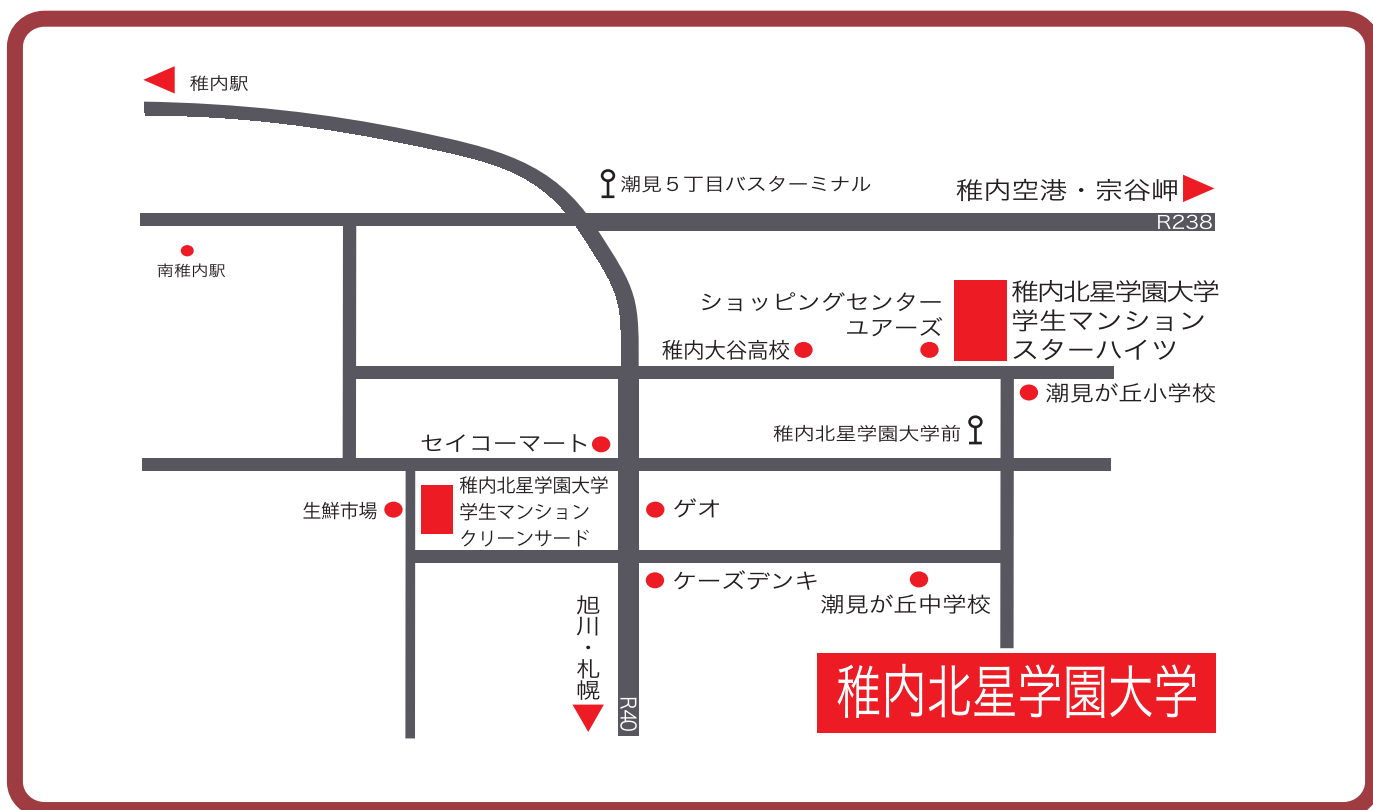 稚内駅
潮見５丁目バスターミナル
稚内空港・宗谷岬
R238
南稚内駅
ショッピングセンター
ユアーズ
稚内北星学園大学
学生マンション
スターハイツ
稚内大谷高校
潮見が丘小学校
稚内北星学園大学前
セイコーマート
生鮮市場
稚内北星学園大学
学生マンション
クリーンサード
ゲオ
ケーズデンキ
潮見が丘中学校
旭川・札幌
R40
稚内北星学園大学